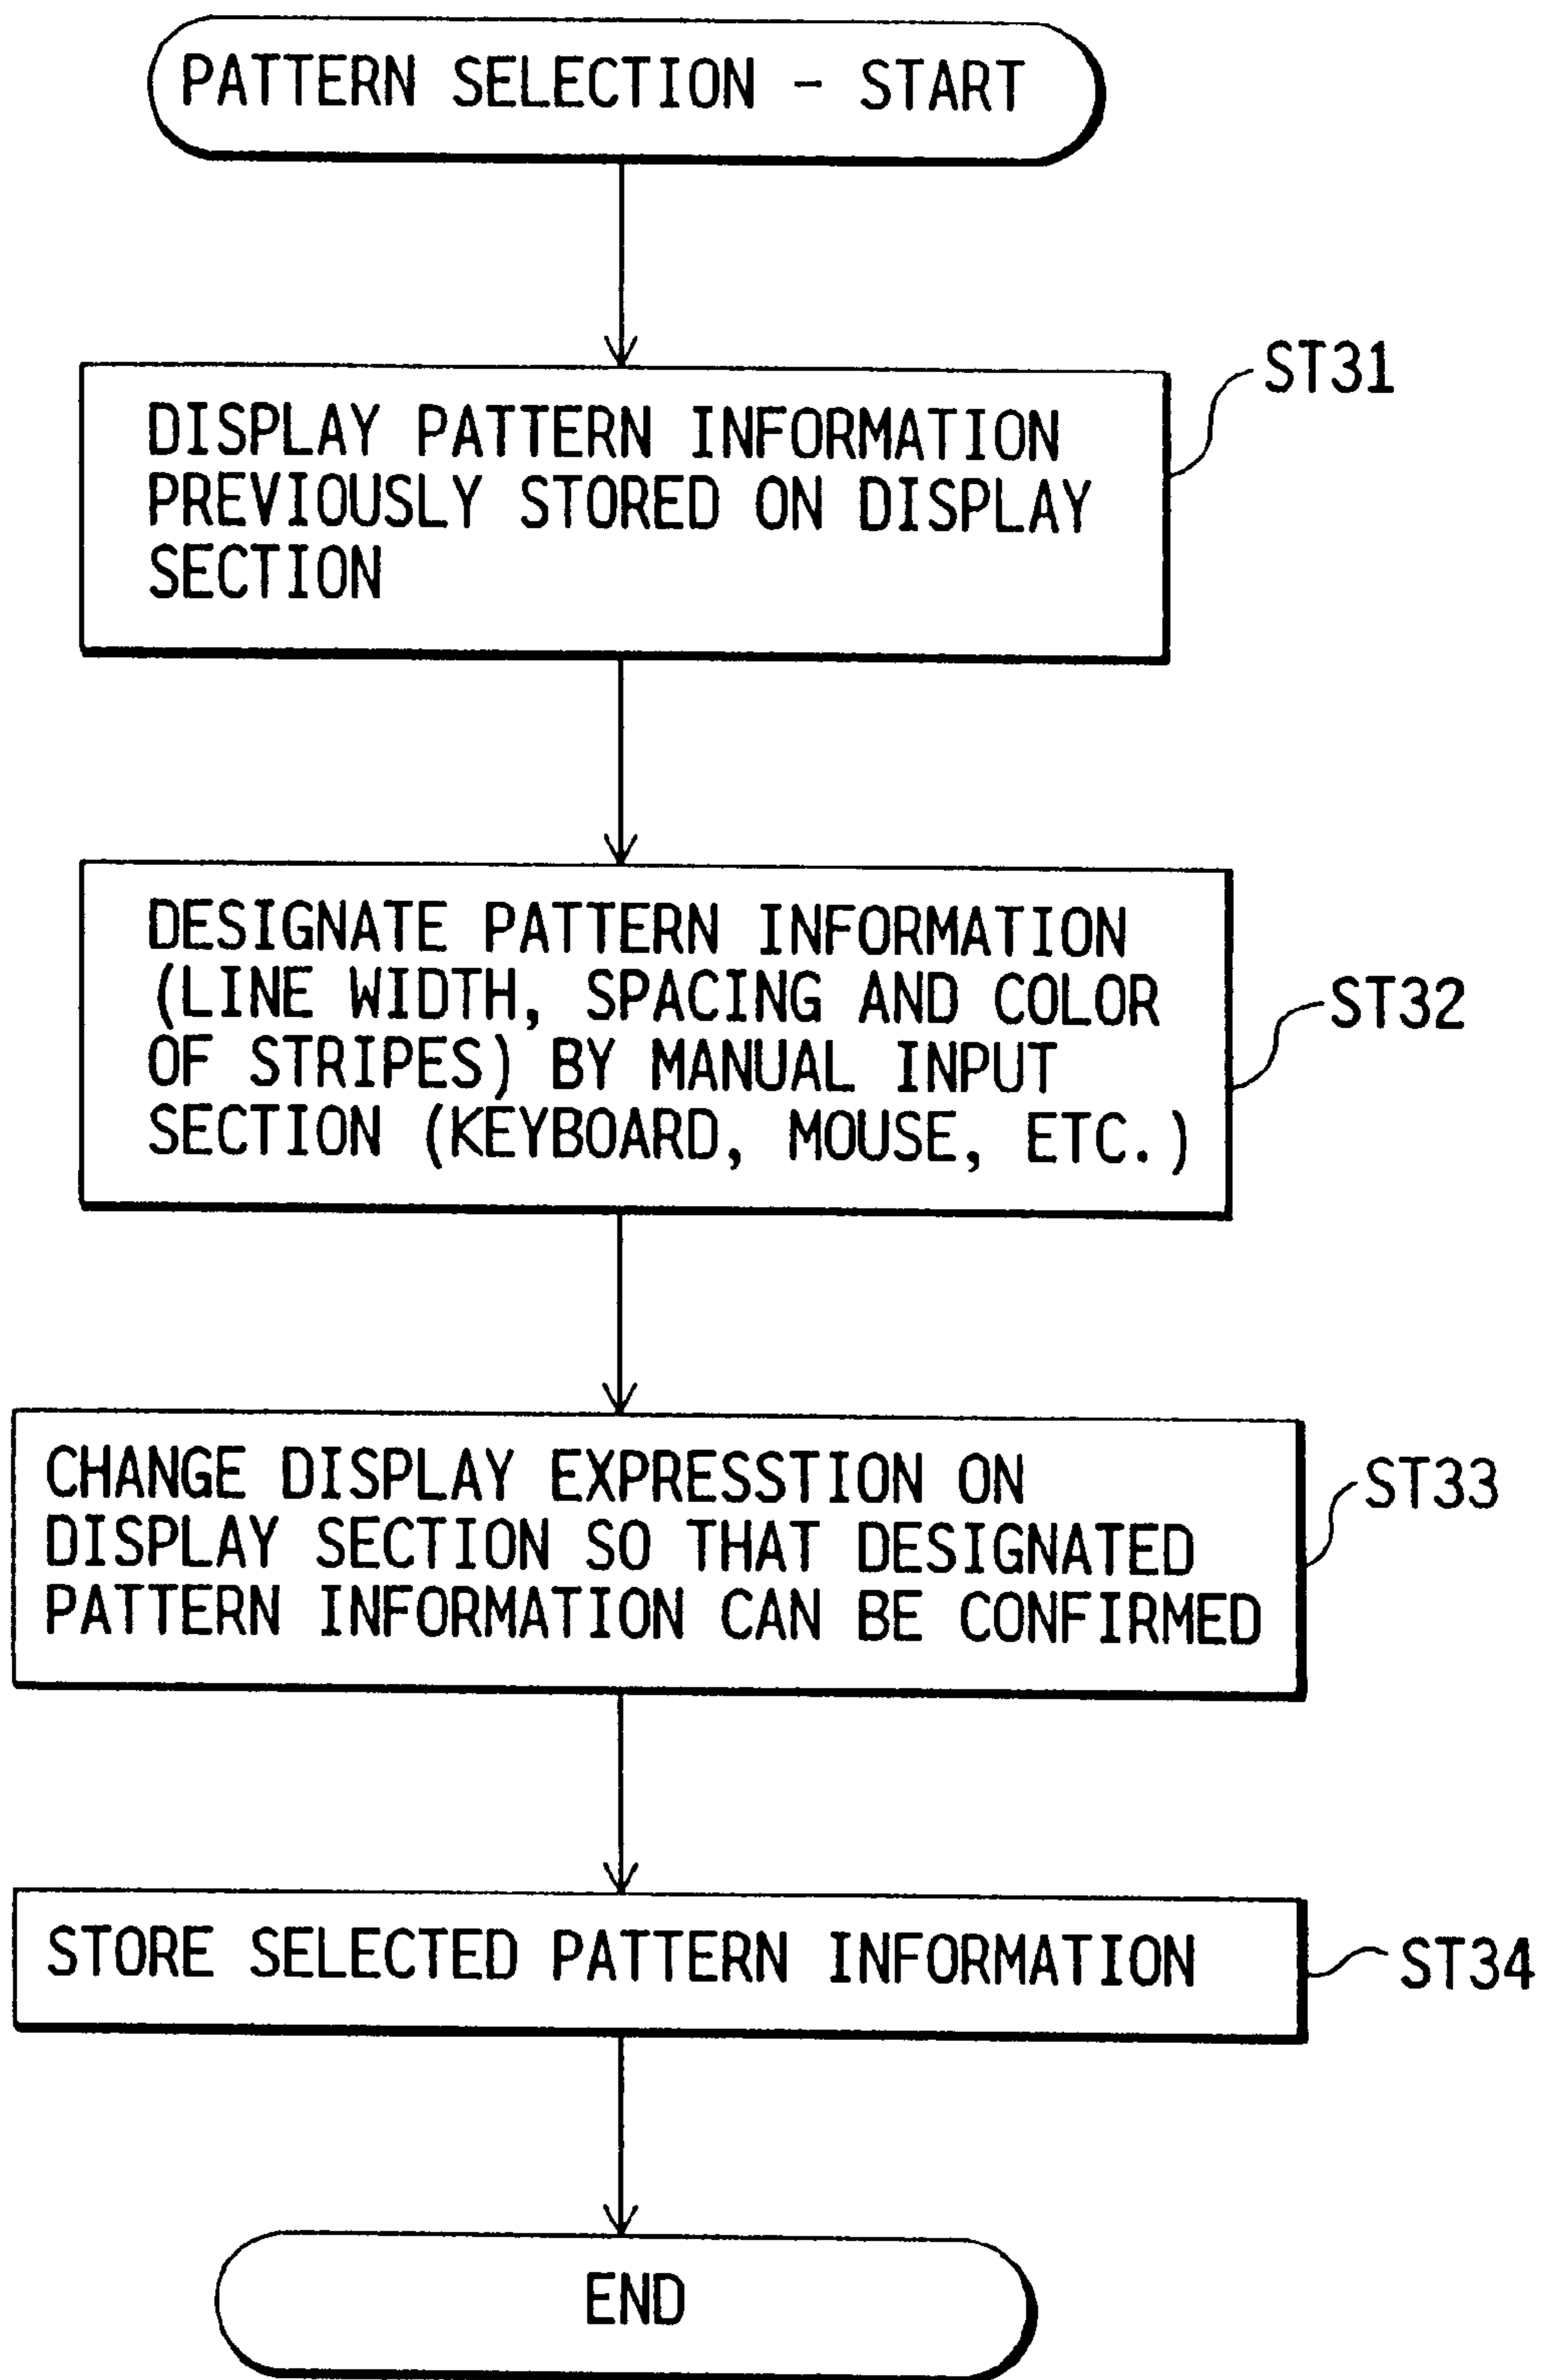 PATTERN SELECTION - START
DISPLAY PATTERN INFORMATION
PREVIOUSLY STORED ON DISPLAY
SECTION
ST31
DESIGNATE PATTERN INFORMATION
(LINE WIDTH, SPACING AND COLOR
OF STRIPES) BY MANUAL INPUT
SECTION (KEYBOARD, MOUSE, ETC.)
ST32
CHANGE DISPLAY EXPRESSTION ON
DISPLAY SECTION SO THAT DESIGNATED
PATTERN INFORMATION CAN BE CONFIRMED
ST33
STORE SELECTED PATTERN INFORMATION
ST34
END